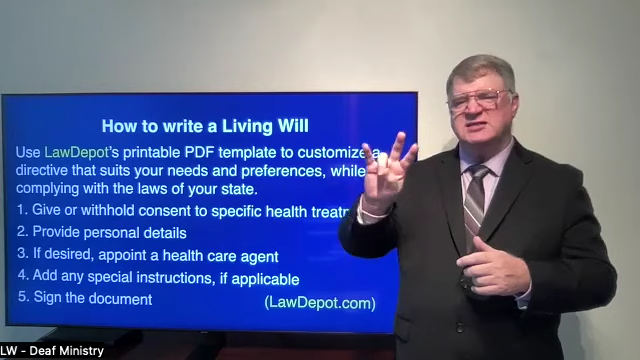 How to write a Living Will
Use LawDepot's printable PDF template to customize a
directive that suits your needs and preferences, while
complying with the laws of your state.
1. Give or withhold consent to specific health
2. Provide personal details
3. If desired, appoint a health care agent
4. Add any special instructions, if applicable
5. Sign the document (LawDepot.com)
LW - Deaf Ministry